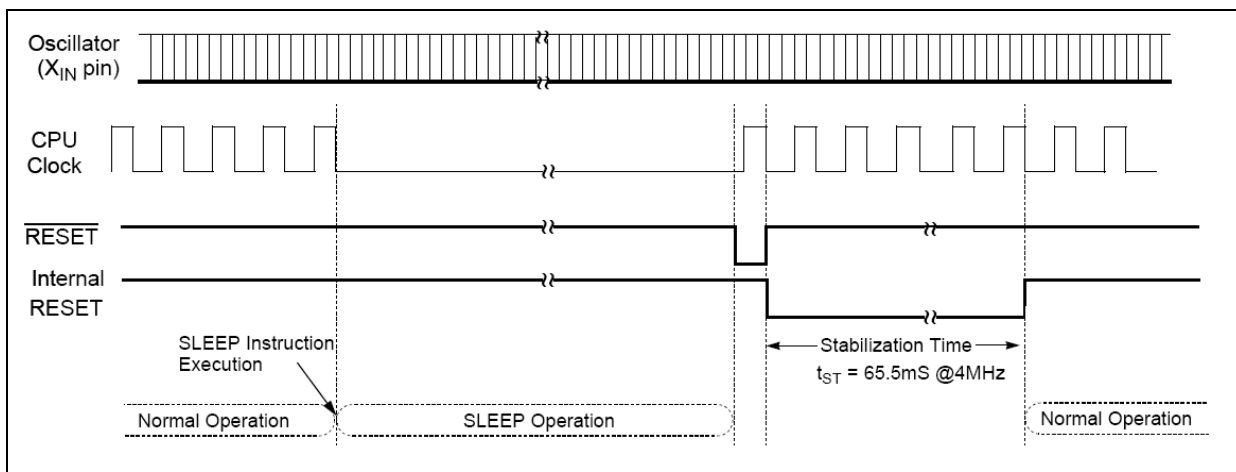 Oscillator
(XIN pin)
CPU
Clock
RESET
Internal
RESET
SLEEP Instruction
Execution
Stabilization Time
tST = 65.5mS @4MHz
Normal Operation
SLEEP Operation
Normal Operation